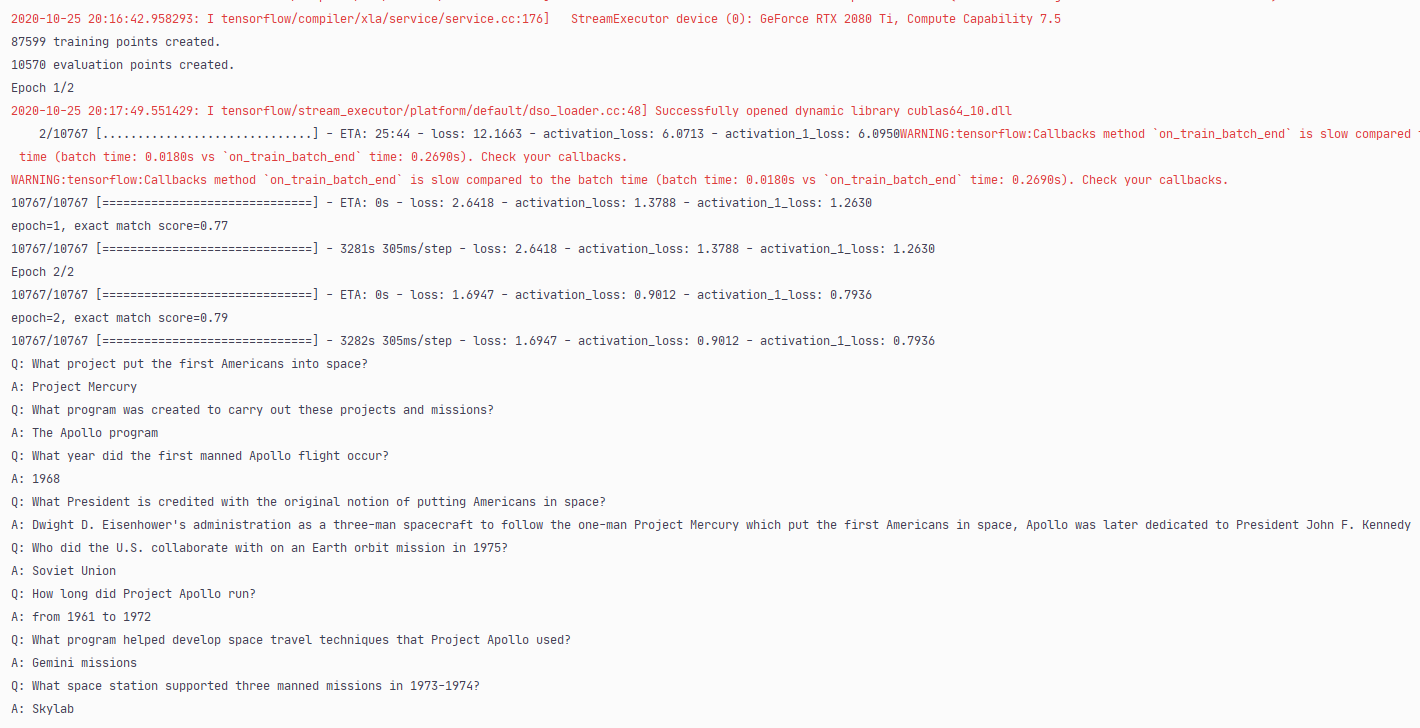 2020-10-25 20:16:42.958293: I tensorflow/compiler/xla/service/service.cc:176]   StreamExecutor device (0): GeForce RTX 2080 Ti, Compute Capability 7.5
87599 training points created.
10570 evaluation points created.
Epoch 1/2
2020-10-25 20:17:49.551429: I tensorflow/stream_executor/platform/default/dso_loader.cc:48] Successfully opened dynamic library cublas64_10.dll
    2/10767 [..............................] - ETA: 25:44 - loss: 12.1663 - activation_loss: 6.0713 - activation_1_loss: 6.0950WARNING:tensorflow:Callbacks method `on_train_batch_end` is slow compared
 time (batch time: 0.0180s vs `on_train_batch_end` time: 0.2690s). Check your callbacks.
WARNING:tensorflow:Callbacks method `on_train_batch_end` is slow compared to the batch time (batch time: 0.0180s vs `on_train_batch_end` time: 0.2690s). Check your callbacks.
10767/10767 [==============================] - ETA: 0s - loss: 2.6418 - activation_loss: 1.3788 - activation_1_loss: 1.2630
epoch=1, exact match score=0.77
10767/10767 [==============================] - 3281s 305ms/step - loss: 2.6418 - activation_loss: 1.3788 - activation_1_loss: 1.2630
Epoch 2/2
10767/10767 [==============================] - ETA: 0s - loss: 1.6947 - activation_loss: 0.9012 - activation_1_loss: 0.7936
epoch=2, exact match score=0.79
10767/10767 [==============================] - 3282s 305ms/step - loss: 1.6947 - activation_loss: 0.9012 - activation_1_loss: 0.7936
Q: What project put the first Americans into space?
A: Project Mercury
Q: What program was created to carry out these projects and missions?
A: The Apollo program
Q: What year did the first manned Apollo flight occur?
A: 1968
Q: What President is credited with the original notion of putting Americans in space?
A: Dwight D. Eisenhower's administration as a three-man spacecraft to follow the one-man Project Mercury which put the first Americans in space, Apollo was later dedicated to President John F. Kennedy
Q: Who did the U.S. collaborate with on an Earth orbit mission in 1975?
A: Soviet Union
Q: How long did Project Apollo run?
A: from 1961 to 1972
Q: What program helped develop space travel techniques that Project Apollo used?
A: Gemini missions
Q: What space station supported three manned missions in 1973-1974?
A: Skylab